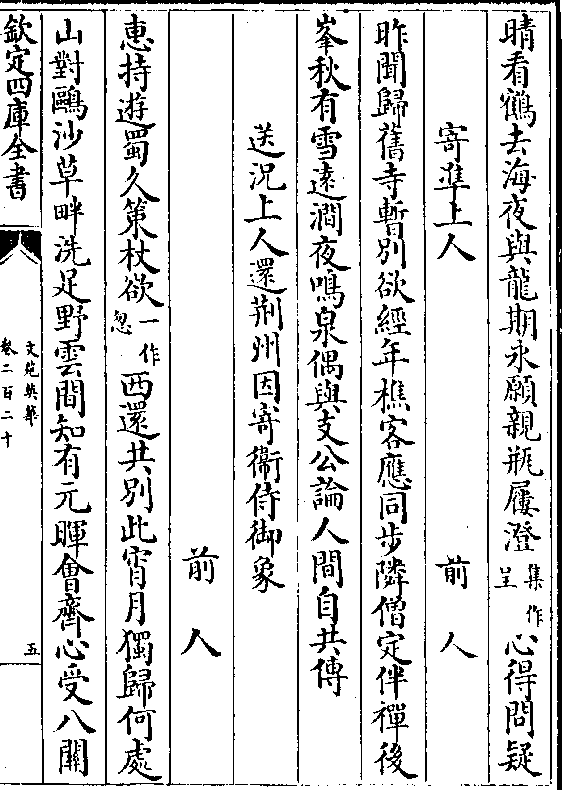 晴看鶴去海夜與龍期永願親瓶屨澄集作呈心得問疑
寄準上人　前人
昨聞歸舊寺暫別欲經年樵客應同步隣僧定伴禪後
峯秋有雪遠澗夜鳴泉偶與支公論人間自共傳
送況上人還荆州因寄衛侍御象
前人
惠持遊蜀久策杖欲一作忽西還共別此宵月獨歸何處
山對鷗沙草畔洗足野雲間知有元暉會齊心受八關
欽定四庫全書
文苑英華
卷二百二十
五